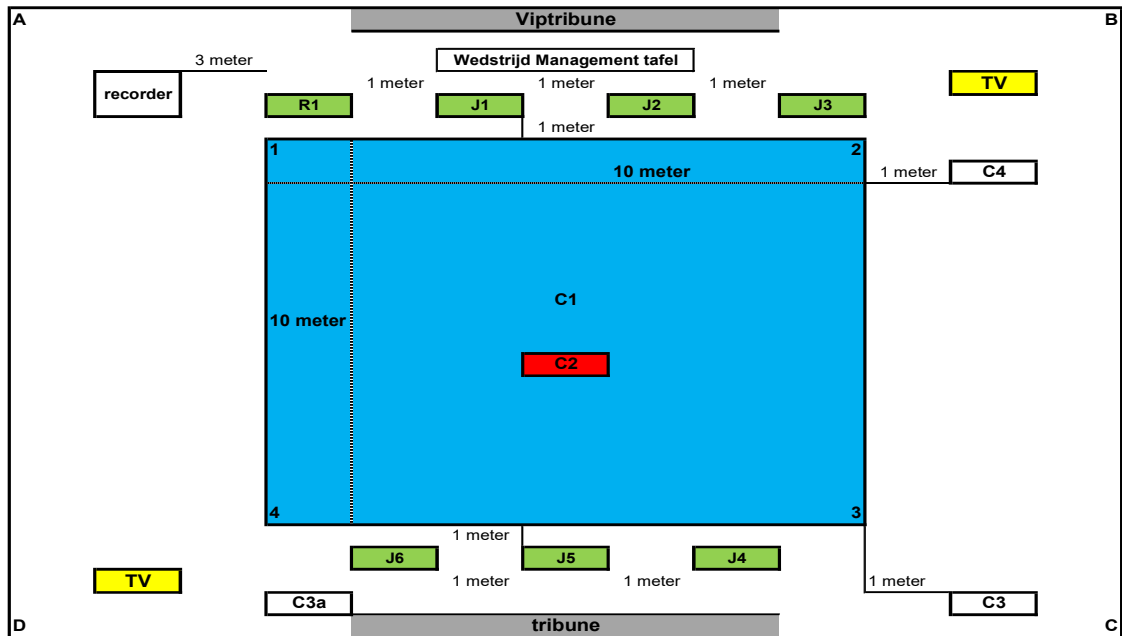 A
Viptribune
B
3 meter
Wedstrijd Management tafel
recorder
1 meter
1 meter
1 meter
TV
R1
J1
J2
J3
1 meter
1
2
10 meter
1 meter
C4
C1
10 meter
C2
4
3
1 meter
J6
J5
J4
TV
1 meter
1 meter
1 meter
C3a
C3
D
tribune
C